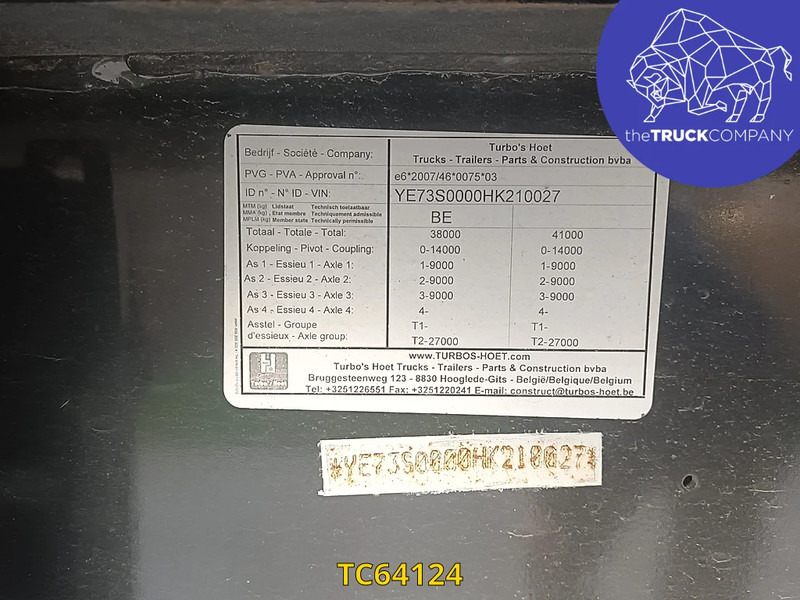 theTRUCKCOMPANY
Bedrijf - Société - Company: Turbo's Hoet
Trucks - Trailers - Parts & Construction bvba
PVG - PVA - Approval n°: e6*2007/46*0075*03
ID n° - N° ID - VIN: YE73S0000HK210027
MTM (kg) Lidstaat Technisch toelaatbaar
MMA (kg) Etat membre Techniquement admissible
MPLM (kg) Member state Technically permissible
BE
Totaal - Totale - Total: 38000 41000
Koppeling - Pivot - Coupling: 0-14000 0-14000
As 1 - Essieu 1 - Axle 1: 1-9000 1-9000
As 2 - Essieu 2 - Axle 2: 2-9000 2-9000
As 3 - Essieu 3 - Axle 3: 3-9000 3-9000
As 4 - Essieu 4 - Axle 4: 4- 4-
Asstel - Groupe T1- T1-
d'essieux - Axle group: T2-27000 T2-27000
www.TURBOS-HOET.com
Turbo's Hoet Trucks - Trailers - Parts & Construction bvba
Bruggesteenweg 123 - 8830 Hooglede-Gits - België/Belgique/Belgium
Tel: +3251226551 Fax: +3251220241 E-mail: construct@turbos-hoet.be
Turbo's Hoet
*YE73S0000HK210027*
TC64124